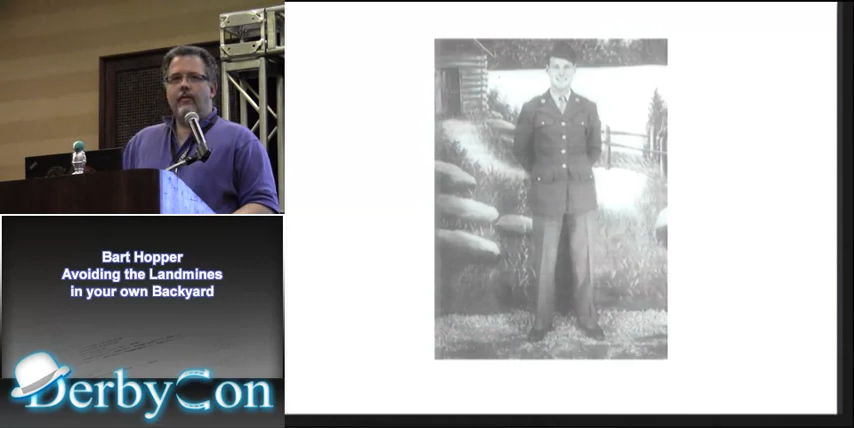 Bart Hopper
Avoiding the Landmines
in your own Backyard
DerbyCon